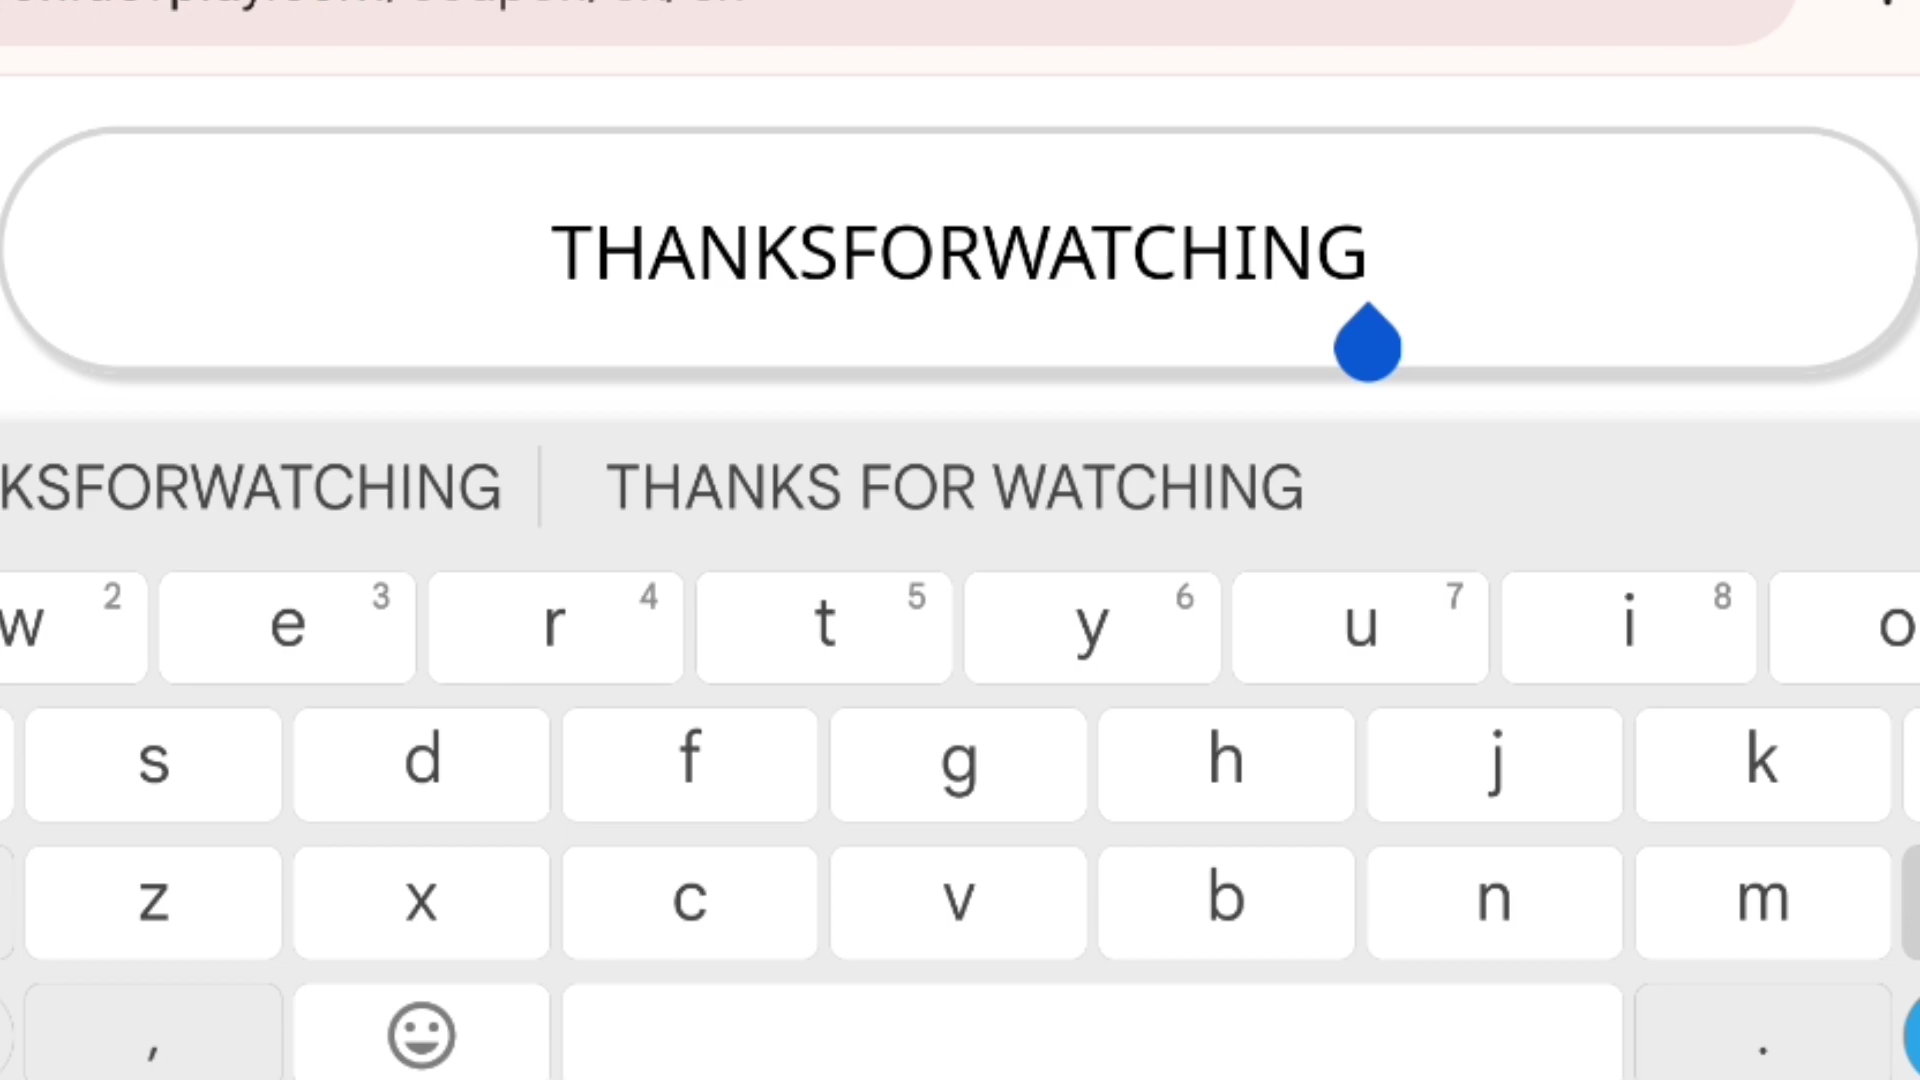 THANKSFORWATCHING
KSFORWATCHING THANKS FOR WATCHING
w 2 e 3 r 4 t 5 y 6 u 7 i 8 o
s d f g h j k
z x c v b n m
, .